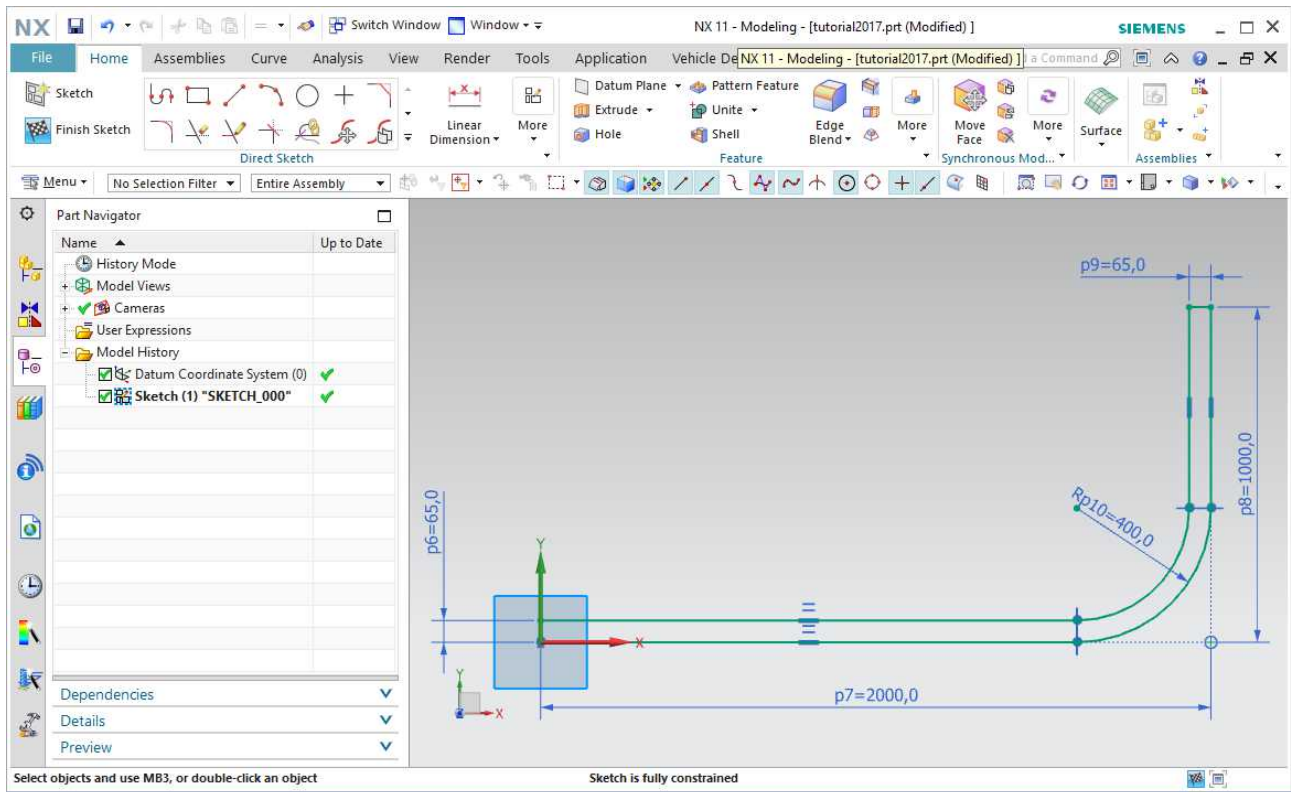 NX Switch Window Window NX 11 - Modeling - [tutorial2017.prt (Modified) ] SIEMENS
File Home Assemblies Curve Analysis View Render Tools Application Vehicle De NX 11 - Modeling - [tutorial2017.prt (Modified) ] a Command
Sketch
Finish Sketch
Linear Dimension
More
Datum Plane
Extrude
Hole
Pattern Feature
Unite
Shell
Edge Blend
More
Move Face
More
Surface
Direct Sketch Feature Synchronous Mod... Assemblies
Menu No Selection Filter Entire Assembly
Part Navigator
Name Up to Date
History Mode
Model Views
Cameras
User Expressions
Model History
Datum Coordinate System (0)
Sketch (1) "SKETCH_000"
Dependencies
Details
Preview
p9=65,0
p8=1000,0
Rp10=400,0
p6=65,0
Y
X
p7=2000,0
Y
X
Select objects and use MB3, or double-click an object Sketch is fully constrained